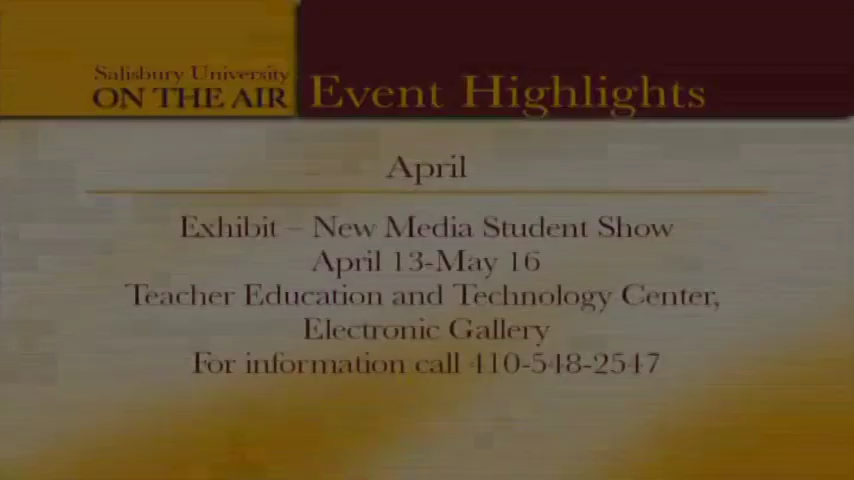 Salisbury University
ON THE AIR
Event Highlights
April
Exhibit – New Media Student Show
April 13-May 16
Teacher Education and Technology Center,
Electronic Gallery
For information call 410-548-2547